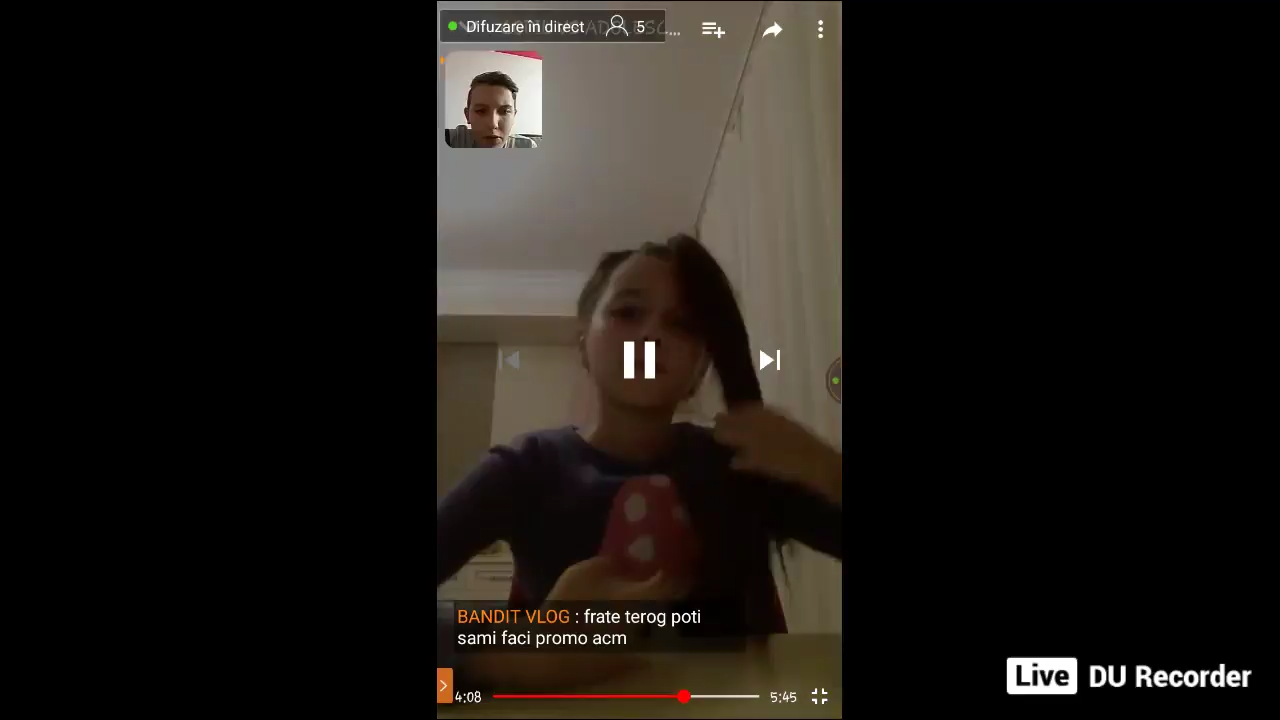 Difuzare în direct 5
BANDIT VLOG : frate terog poti
sami faci promo acm
4:08 5:45
Live DU Recorder